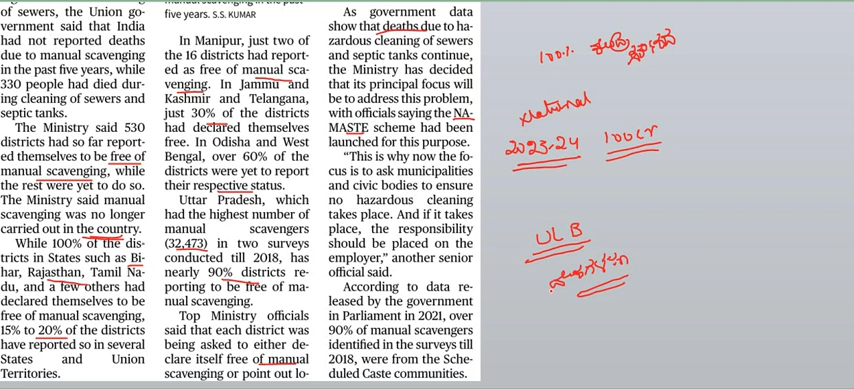 of sewers, the Union go-
vernment said that India
had not reported deaths
due to manual scavenging
in the past five years, while
330 people had died dur-
ing cleaning of sewers and
septic tanks.
The Ministry said 530
districts had so far report-
ed themselves to be free of
manual scavenging, while
the rest were yet to do so.
The Ministry said manual
scavenging was no longer
carried out in the country.
While 100% of the dis-
tricts in States such as Bi-
har, Rajasthan, Tamil Na-
du, and a few others had
declared themselves to be
free of manual scavenging,
15% to 20% of the districts
have reported so in several
States and Union
Territories.
five years. S.S. KUMAR
In Manipur, just two of
the 16 districts had report-
ed as free of manual sca-
venging. In Jammu and
Kashmir and Telangana,
just 30% of the districts
had declared themselves
free. In Odisha and West
Bengal, over 60% of the
districts were yet to report
their respective status.
Uttar Pradesh, which
had the highest number of
manual scavengers
(32,473) in two surveys
conducted till 2018, has
nearly 90% districts re-
porting to be free of ma-
nual scavenging.
Top Ministry officials
said that each district was
being asked to either de-
clare itself free of manual
scavenging or point out lo-
As government data
show that deaths due to ha-
zardous cleaning of sewers
and septic tanks continue,
the Ministry has decided
that its principal focus will
be to address this problem,
with officials saying the NA-
MASTE scheme had been
launched for this purpose.
“This is why now the fo-
cus is to ask municipalities
and civic bodies to ensure
no hazardous cleaning
takes place. And if it takes
place, the responsibility
should be placed on the
employer,” another senior
official said.
According to data re-
leased by the government
in Parliament in 2021, over
90% of manual scavengers
identified in the surveys till
2018, were from the Sche-
duled Caste communities.
100%
2023-24 100cr
ULB